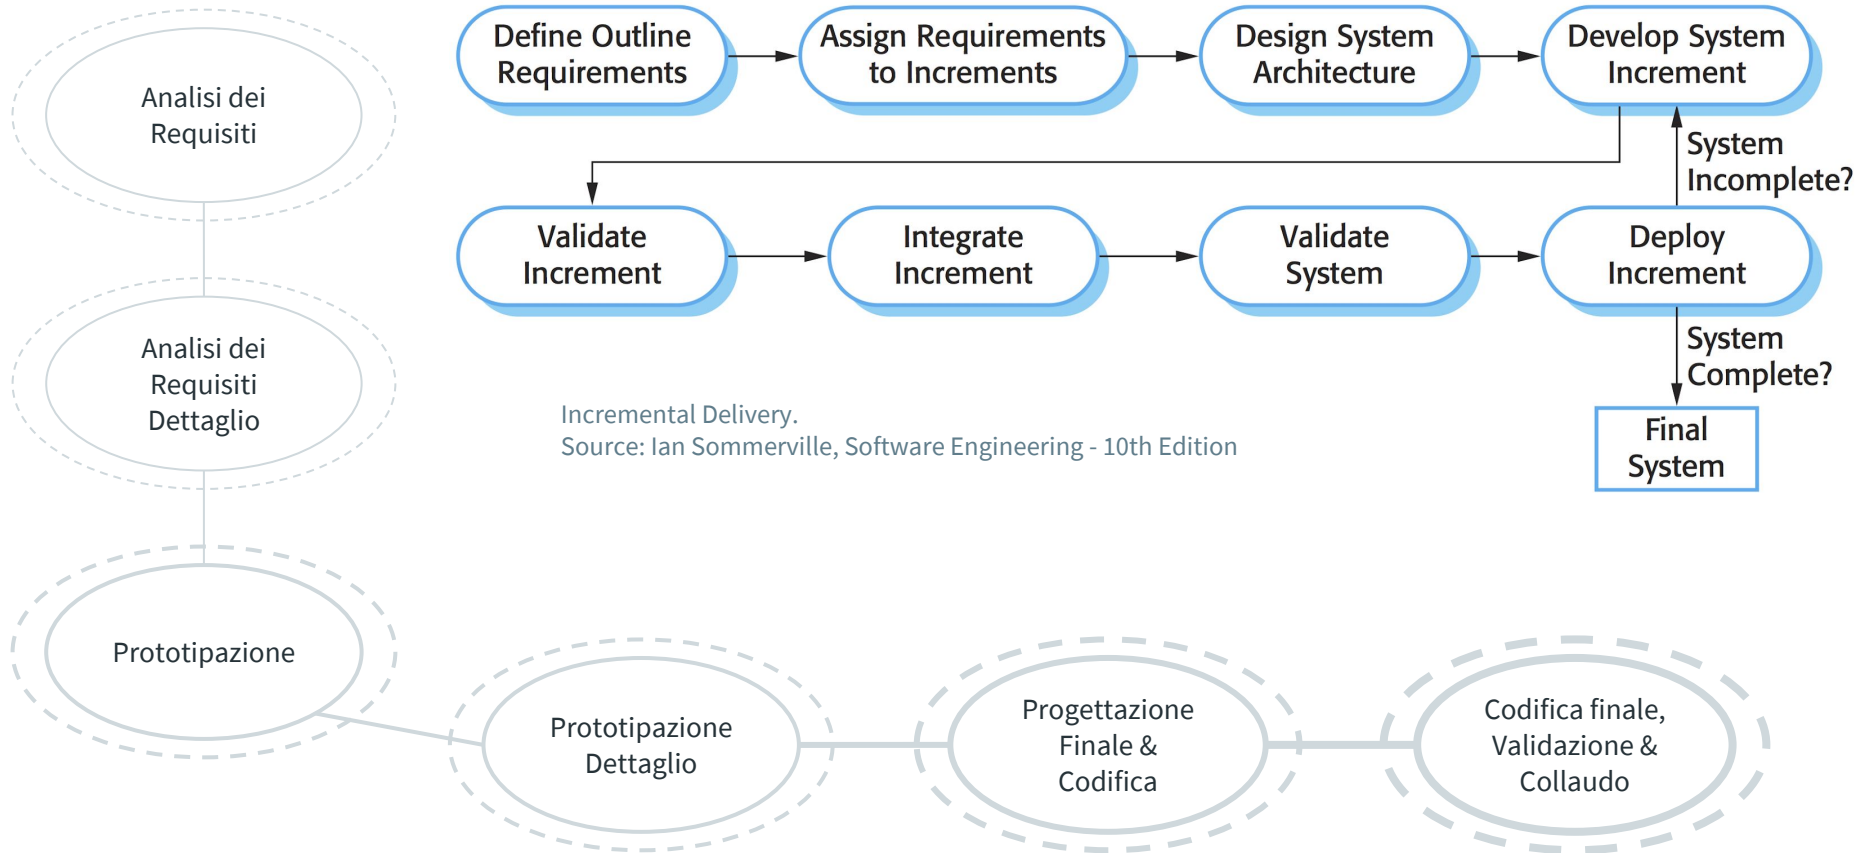 Define Outline
Requirements
Assign Requirements
to Increments
Design System
Architecture
Develop System
Increment
System
Incomplete?
Validate
Increment
Integrate
Increment
Validate
System
Deploy
Increment
System
Complete?
Final
System
Incremental Delivery.
Source: Ian Sommerville, Software Engineering - 10th Edition
Analisi dei
Requisiti
Analisi dei
Requisiti
Dettaglio
Prototipazione
Prototipazione
Dettaglio
Progettazione
Finale &
Codifica
Codifica finale,
Validazione &
Collaudo